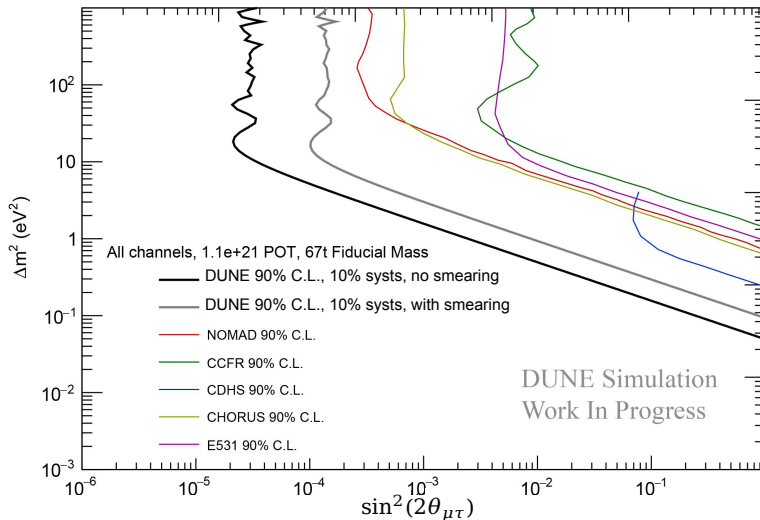 10²
10
1
10⁻¹
10⁻²
10⁻³
Δm² (eV²)
All channels, 1.1e+21 POT, 67t Fiducial Mass
DUNE 90% C.L., 10% systs, no smearing
DUNE 90% C.L., 10% systs, with smearing
NOMAD 90% C.L.
CCFR 90% C.L.
CDHS 90% C.L.
CHORUS 90% C.L.
E531 90% C.L.
DUNE Simulation
Work In Progress
10⁻⁶ 10⁻⁵ 10⁻⁴ 10⁻³ 10⁻² 10⁻¹
sin²(2θμτ)